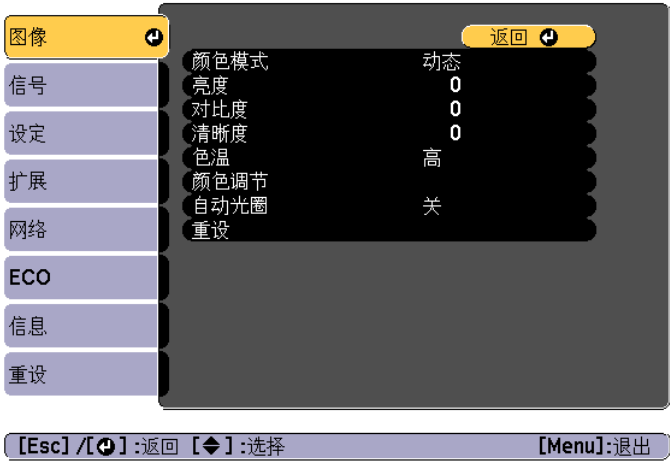 图像
返回
颜色模式 动态
亮度 0
对比度 0
清晰度 0
色温 高
颜色调节
自动光圈 关
重设
信号
设定
扩展
网络
ECO
信息
重设
[Esc] /[ ] :返回 [ ] :选择 [Menu]:退出